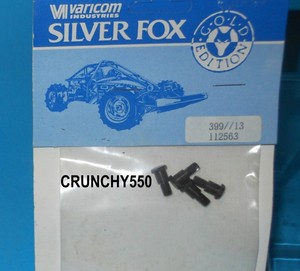 VARICOM
INDUSTRIES
SILVER FOX
GOLD
EDITION
399//13
112563
CRUNCHY550